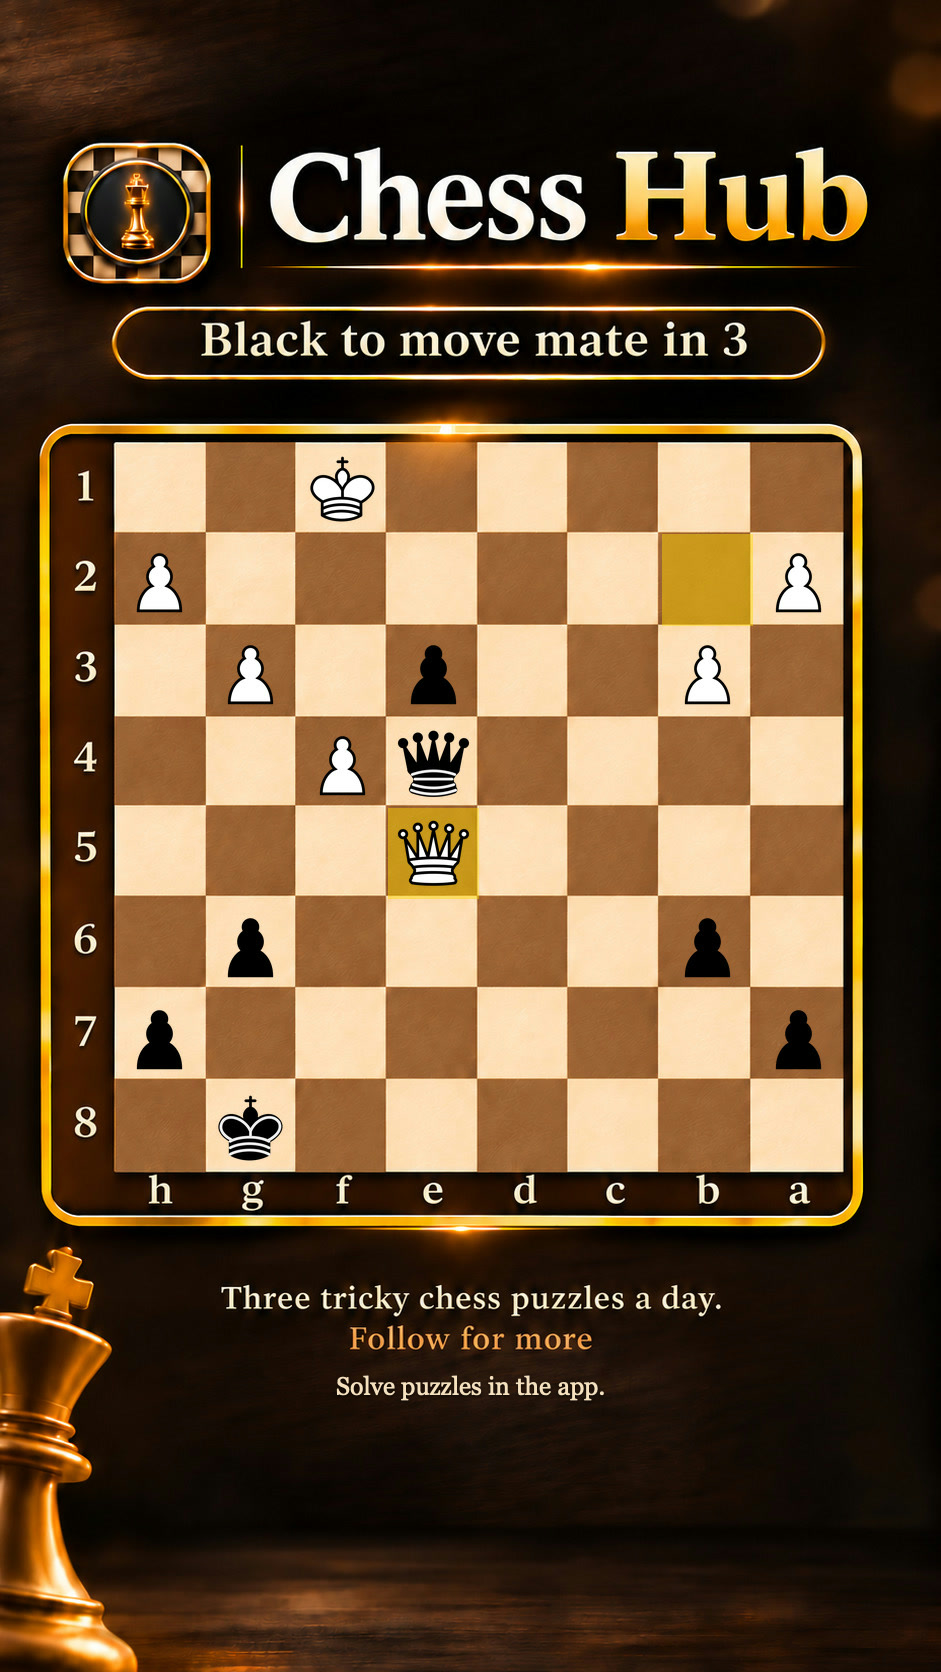 Chess Hub
Black to move mate in 3
1
2
3
4
5
6
7
8
h g f e d c b a
Three tricky chess puzzles a day.
Follow for more
Solve puzzles in the app.